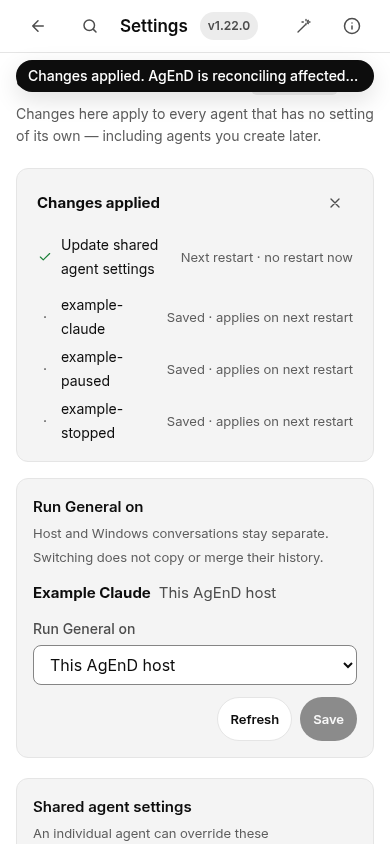 Settings v1.22.0
Changes applied. AgEnD is reconciling affected...
Changes here apply to every agent that has no setting
of its own — including agents you create later.
Changes applied
Update shared
agent settings
Next restart · no restart now
example-
claude
Saved · applies on next restart
example-
paused
Saved · applies on next restart
example-
stopped
Saved · applies on next restart
Run General on
Host and Windows conversations stay separate.
Switching does not copy or merge their history.
Example Claude This AgEnD host
Run General on
This AgEnD host
Refresh Save
Shared agent settings
An individual agent can override these